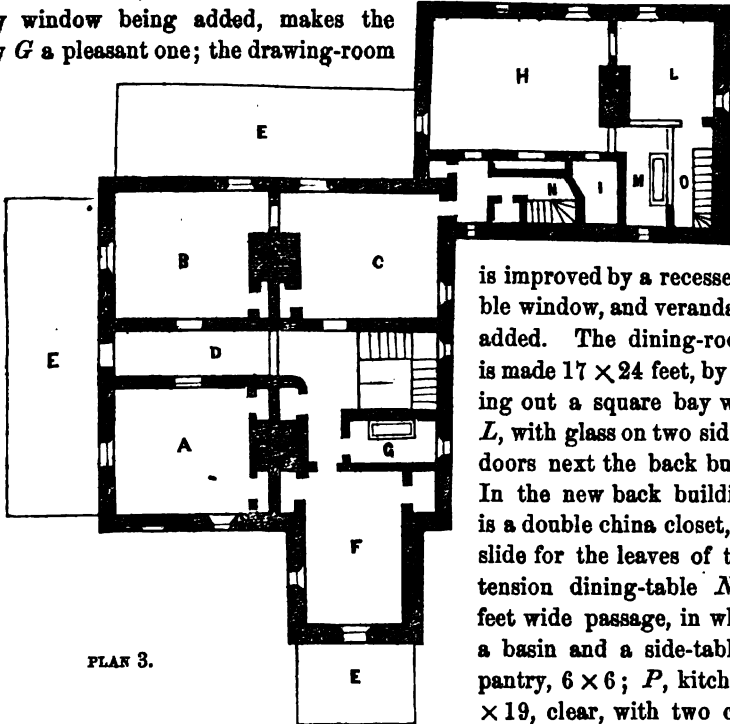 window being added, makes the
G a pleasant one; the drawing-room
H
L
E
N
I
M
O
B
C
is improved by a recessed
ble window, and veranda
added. The dining-roo
E
D
is made 17 × 24 feet, by
ing out a square bay w
L, with glass on two sid
A
G
doors next the back bu
In the new back buildi
is a double china closet,
F
slide for the leaves of t
tension dining-table N
feet wide passage, in wh
PLAN 3.
a basin and a side-tabl
E
pantry, 6 × 6; P, kitch
× 19, clear, with two c